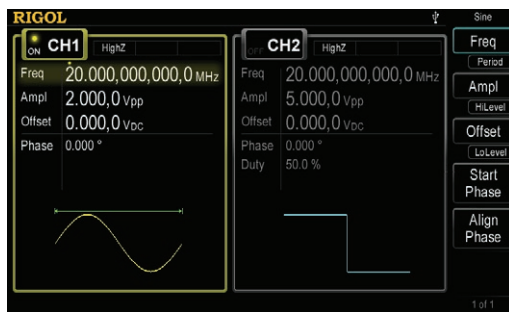 RIGOL
Sine
ON CH1 HighZ
Freq 20.000,000,000,0 MHz
Ampl 2.000,0 Vpp
Offset 0.000,0 VDC
Phase 0.000 °
OFF CH2 HighZ
Freq 20.000,000,000,0 MHz
Ampl 5.000,0 Vpp
Offset 0.000,0 VDC
Phase 0.000 °
Duty 50.0 %
Freq
Period
Ampl
HiLevel
Offset
LoLevel
Start
Phase
Align
Phase
1 of 1